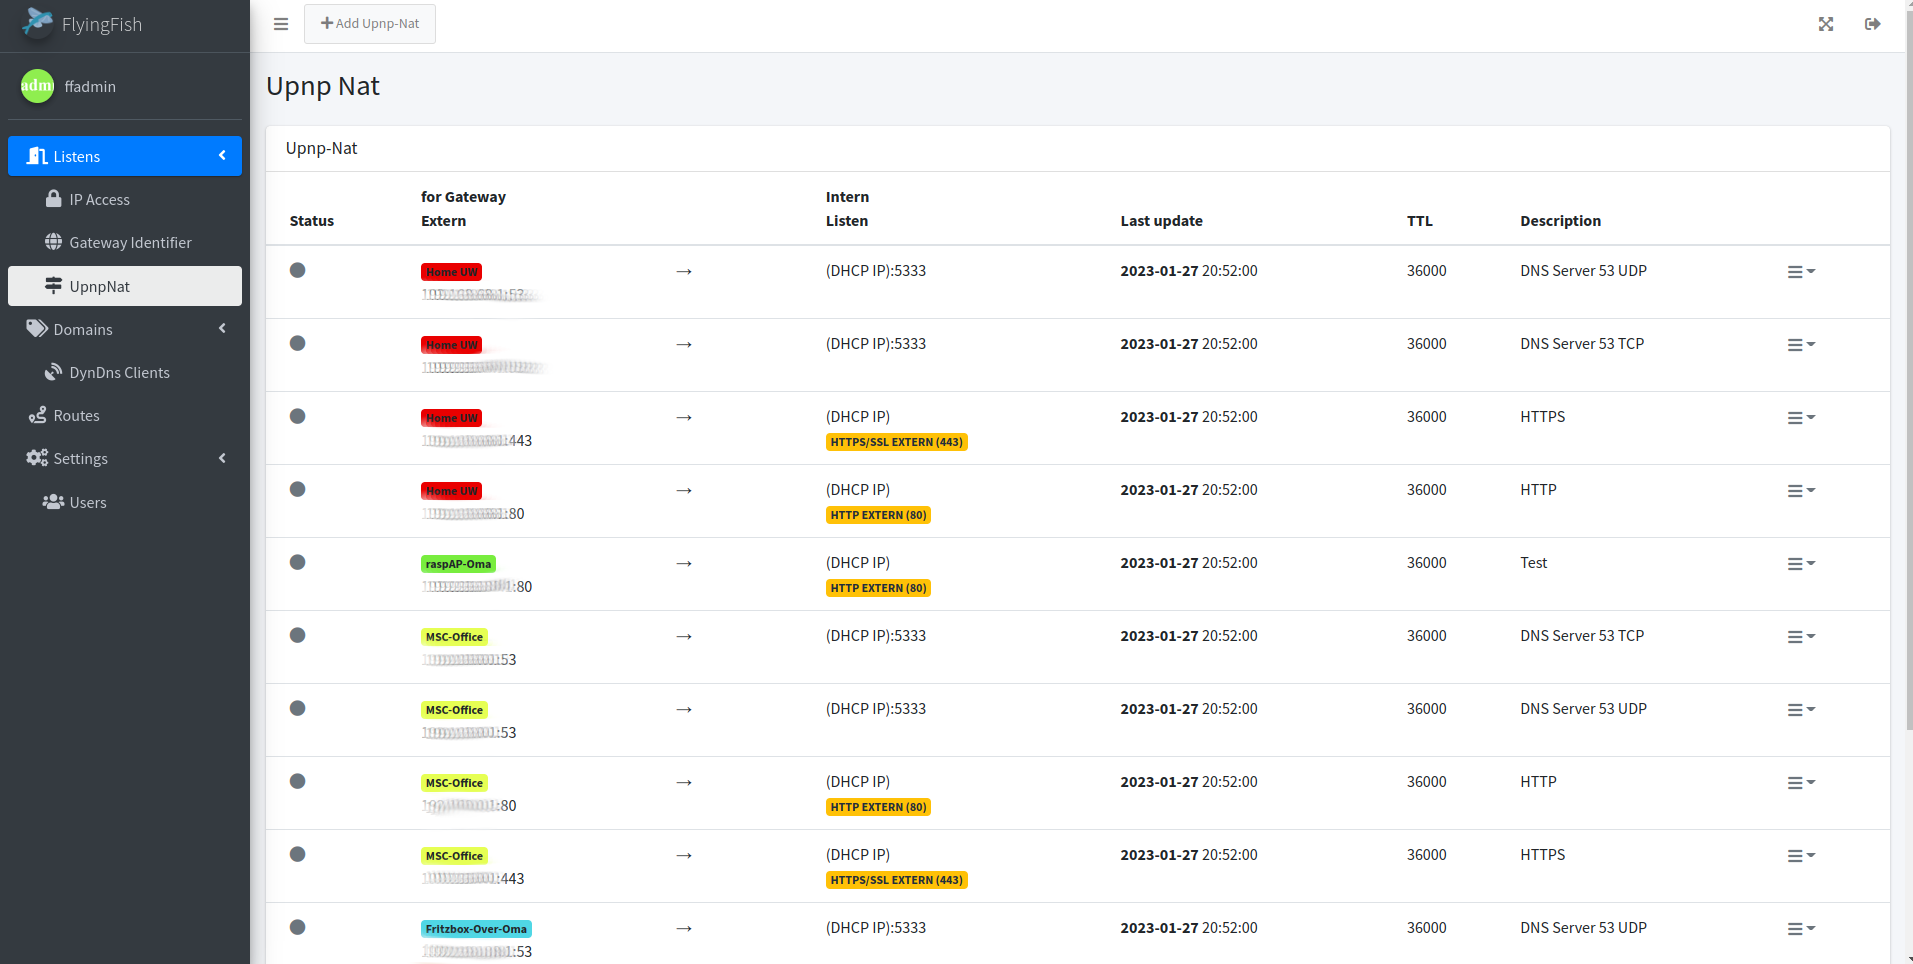 FlyingFish
Add Upnp-Nat
adm
ffadmin
Listens
IP Access
Gateway Identifier
UpnpNat
Domains
DynDns Clients
Routes
Settings
Users
Upnp Nat
Upnp-Nat
Status
for Gateway
Extern
Intern
Listen
Last update
TTL
Description
Home UW
→ (DHCP IP):5333 2023-01-27 20:52:00 36000 DNS Server 53 UDP
Home UW
→ (DHCP IP):5333 2023-01-27 20:52:00 36000 DNS Server 53 TCP
Home UW
:443
→ (DHCP IP) 2023-01-27 20:52:00 36000 HTTPS
HTTPS/SSL EXTERN (443)
Home UW
:80
→ (DHCP IP) 2023-01-27 20:52:00 36000 HTTP
HTTP EXTERN (80)
raspAP-Oma
:80
→ (DHCP IP) 2023-01-27 20:52:00 36000 Test
HTTP EXTERN (80)
MSC-Office
:53
→ (DHCP IP):5333 2023-01-27 20:52:00 36000 DNS Server 53 TCP
MSC-Office
:53
→ (DHCP IP):5333 2023-01-27 20:52:00 36000 DNS Server 53 UDP
MSC-Office
:80
→ (DHCP IP) 2023-01-27 20:52:00 36000 HTTP
HTTP EXTERN (80)
MSC-Office
:443
→ (DHCP IP) 2023-01-27 20:52:00 36000 HTTPS
HTTPS/SSL EXTERN (443)
Fritzbox-Over-Oma
:53
→ (DHCP IP):5333 2023-01-27 20:52:00 36000 DNS Server 53 UDP